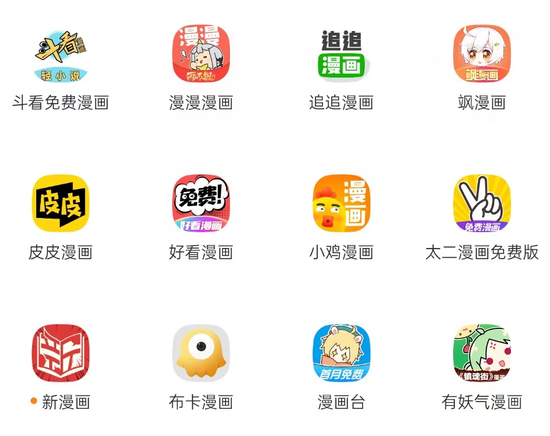 斗看
轻小说
漫漫
追追
漫画
飒漫画
斗看免费漫画
漫漫漫画
追追漫画
飒漫画
皮皮
免费!
好看漫画
漫画
免费漫画
皮皮漫画
好看漫画
小鸡漫画
太二漫画免费版
首月免费
《镇魂街》漫画
新漫画
布卡漫画
漫画台
有妖气漫画